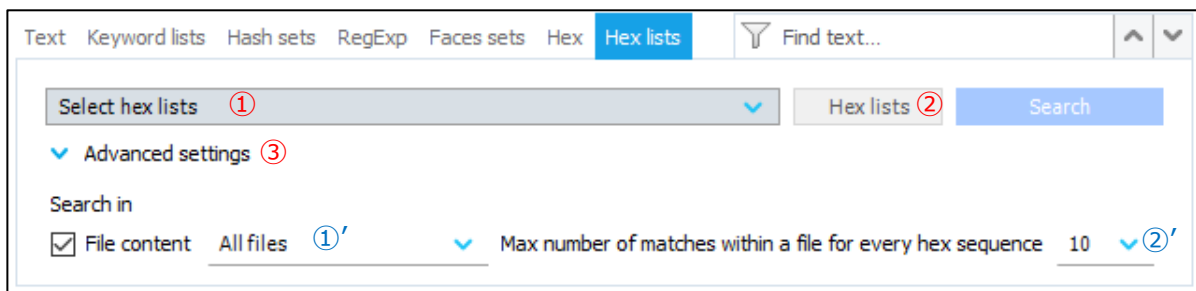 Text Keyword lists Hash sets RegExp Faces sets Hex Hex lists Find text...
Select hex lists ① Hex lists ② Search
Advanced settings ③
Search in
File content All files ①′ Max number of matches within a file for every hex sequence 10 ②′